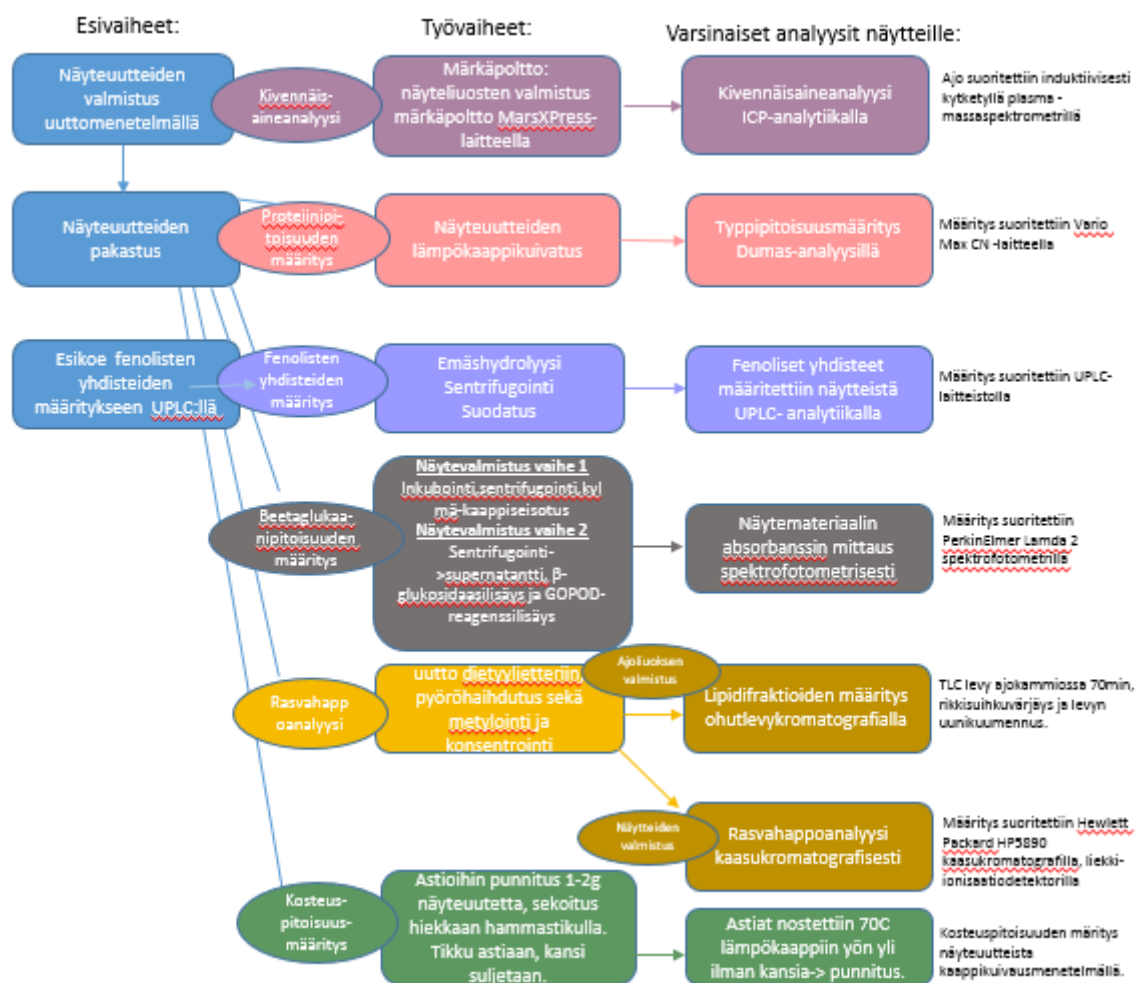 Esivaiheet:
Työvaiheet:
Varsinaiset analyysit näytteille:
Näyteuutteiden
valmistus
uuttomenetelmällä
Kivennäis-
aineanalyysi
Märkäpoltto:
näyteliuosten valmistus
märkäpoltto MarsXPress-
laitteella
Kivennäisaineanalyysi
ICP-analytiikalla
Ajo suoritettiin induktiivisesti
kytketyllä plasma -
massaspektrometrillä
Näyteuutteiden
pakastus
Proteiinipi-
toisuuden
määritys
Näyteuutteiden
lämpökaappikuivatus
Typpipitoisuusmääritys
Dumas-analyysillä
Määritys suoritettiin Vario
Max CN -laitteella
Esikoe fenolisten
yhdisteiden
määritykseen UPLC:llä
Fenolisten
yhdisteiden
määritys
Emäshydrolyysi
Sentrifugointi
Suodatus
Fenoliset yhdisteet
määritettiin näytteistä
UPLC- analytiikalla
Määritys suoritettiin UPLC-
laitteistolla
Beetaglukaa-
nipitoisuuden
määritys
Näytevalmistus vaihe 1
Inkubointi,sentrifugointi,kyl
mä-kaappiseisotus
Näytevalmistus vaihe 2
Sentrifugointi-
>supernatantti, β-
glukosidaasilisäys ja GOPOD-
reagenssilisäys
Näytemateriaalin
absorbanssin mittaus
spektrofotometrisesti
Määritys suoritettiin
PerkinElmer Lamda 2
spektrofotometrillä
Rasvahapp
oanalyysi
uutto dietyylietteriin,
pyöröhaihdutus sekä
metylointi ja
konsentrointi
Ajoliuoksen
valmistus
Lipidifraktioiden määritys
ohutlevykromatografialla
TLC levy ajokammiossa 70min,
rikkisuihkuvärjäys ja levyn
uunikuumennus.
Näytteiden
valmistus
Rasvahappoanalyysi
kaasukromatografisesti
Määritys suoritettiin Hewlett
Packard HP5890
kaasukromatografilla, liekki-
ionisaatiodetektorilla
Kosteus-
pitoisuus-
määritys
Astioihin punnitus 1-2g
näyteuutetta, sekoitus
hiekkaan hammastikulla.
Tikku astiaan, kansi
suljetaan.
Astiat nostettiin 70C
lämpökaappiin yön yli
ilman kansia-> punnitus.
Kosteuspitoisuuden märitys
näyteuutteista
kaappikuivausmenetelmällä.